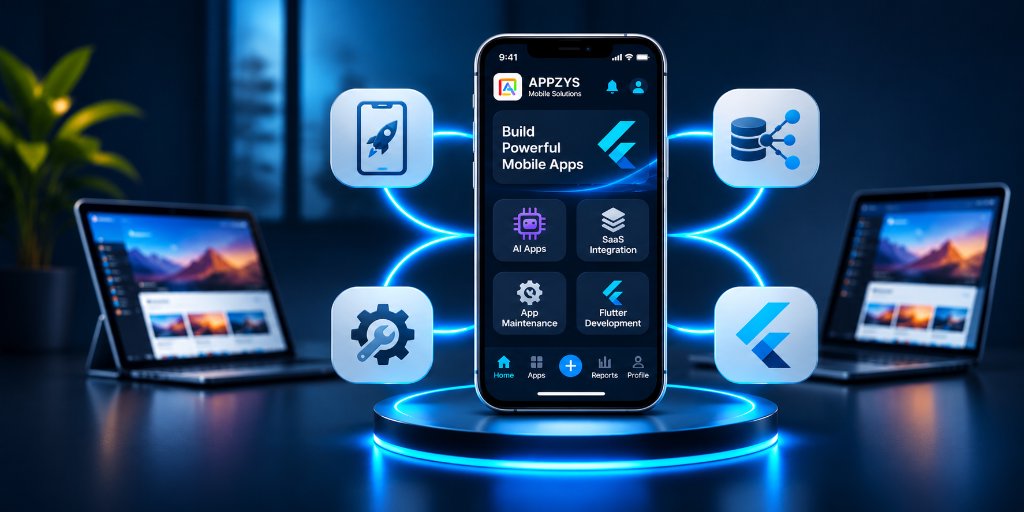 9:41
APPZYS
Mobile Solutions
Build
Powerful
Mobile Apps
AI Apps
SaaS
Integration
App
Maintenance
Flutter
Development
Home
Apps
Reports
Profile